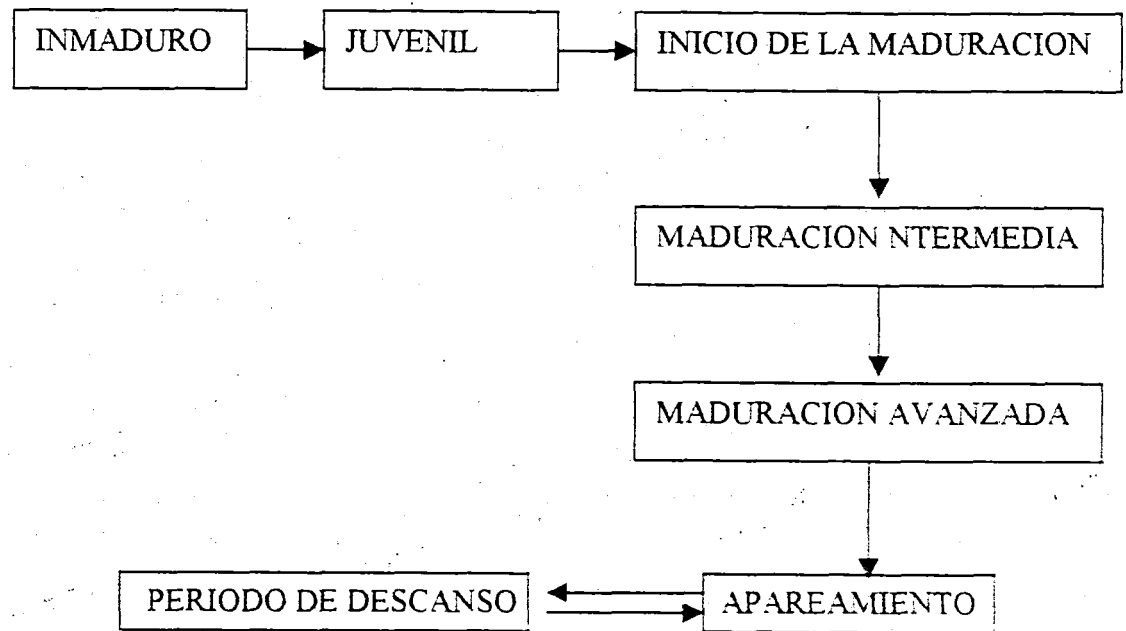 INMADURO
JUVENIL
INICIO DE LA MADURACION
MADURACION NTERMEDIA
MADURACION AVANZADA
PERIODO DE DESCANSO
APAREAMIENTO